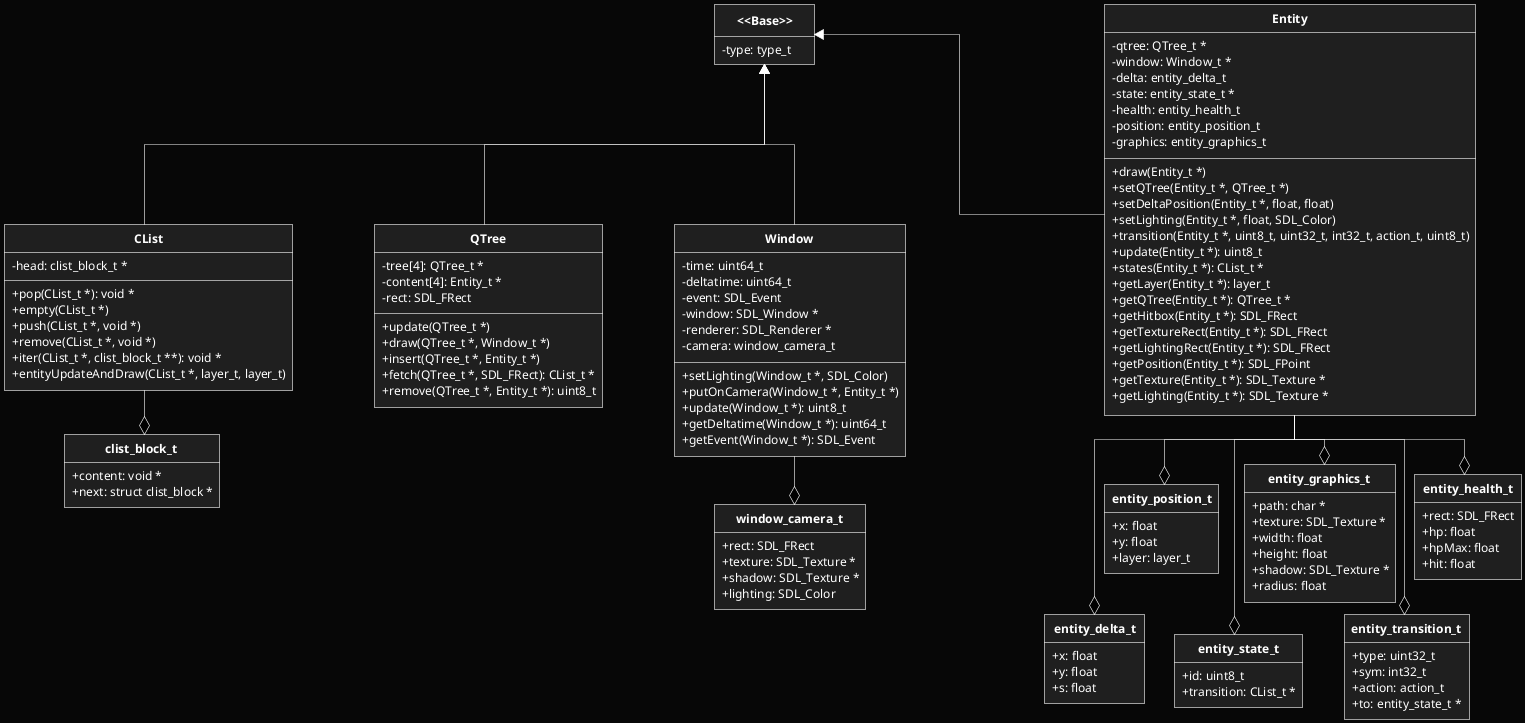 <<Base>>
-type: type_t
Entity
-qtree: QTree_t *
-window: Window_t *
-delta: entity_delta_t
-state: entity_state_t *
-health: entity_health_t
-position: entity_position_t
-graphics: entity_graphics_t
+draw(Entity_t *)
+setQTree(Entity_t *, QTree_t *)
+setDeltaPosition(Entity_t *, float, float)
+setLighting(Entity_t *, float, SDL_Color)
+transition(Entity_t *, uint8_t, uint32_t, int32_t, action_t, uint8_t)
+update(Entity_t *): uint8_t
+states(Entity_t *): CList_t *
+getLayer(Entity_t *): layer_t
+getQTree(Entity_t *): QTree_t *
+getHitbox(Entity_t *): SDL_FRect
+getTextureRect(Entity_t *): SDL_FRect
+getLightingRect(Entity_t *): SDL_FRect
+getPosition(Entity_t *): SDL_FPoint
+getTexture(Entity_t *): SDL_Texture *
+getLighting(Entity_t *): SDL_Texture *
CList
-head: clist_block_t *
+pop(CList_t *): void *
+empty(CList_t *)
+push(CList_t *, void *)
+remove(CList_t *, void *)
+iter(CList_t *, clist_block_t **): void *
+entityUpdateAndDraw(CList_t *, layer_t, layer_t)
QTree
-tree[4]: QTree_t *
-content[4]: Entity_t *
-rect: SDL_FRect
+update(QTree_t *)
+draw(QTree_t *, Window_t *)
+insert(QTree_t *, Entity_t *)
+fetch(QTree_t *, SDL_FRect): CList_t *
+remove(QTree_t *, Entity_t *): uint8_t
Window
-time: uint64_t
-deltatime: uint64_t
-event: SDL_Event
-window: SDL_Window *
-renderer: SDL_Renderer *
-camera: window_camera_t
+setLighting(Window_t *, SDL_Color)
+putOnCamera(Window_t *, Entity_t *)
+update(Window_t *): uint8_t
+getDeltatime(Window_t *): uint64_t
+getEvent(Window_t *): SDL_Event
clist_block_t
+content: void *
+next: struct clist_block *
window_camera_t
+rect: SDL_FRect
+texture: SDL_Texture *
+shadow: SDL_Texture *
+lighting: SDL_Color
entity_position_t
+x: float
+y: float
+layer: layer_t
entity_graphics_t
+path: char *
+texture: SDL_Texture *
+width: float
+height: float
+shadow: SDL_Texture *
+radius: float
entity_health_t
+rect: SDL_FRect
+hp: float
+hpMax: float
+hit: float
entity_delta_t
+x: float
+y: float
+s: float
entity_state_t
+id: uint8_t
+transition: CList_t *
entity_transition_t
+type: uint32_t
+sym: int32_t
+action: action_t
+to: entity_state_t *